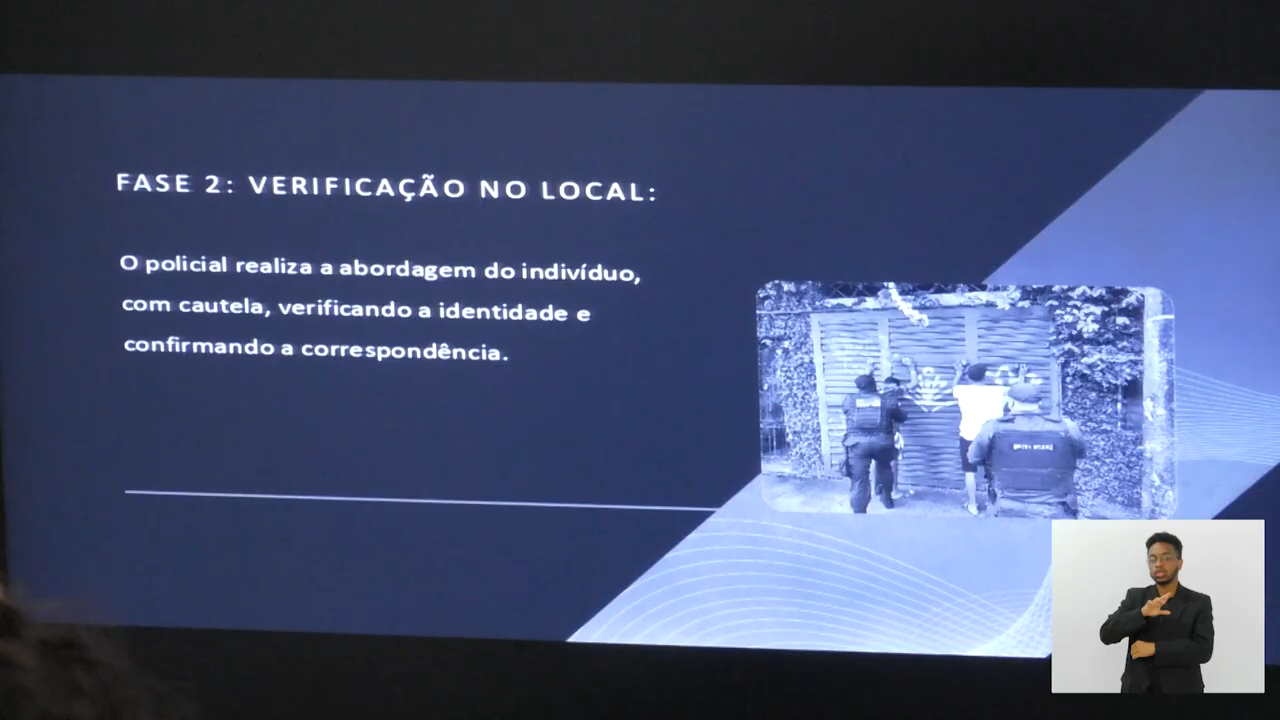 FASE 2: VERIFICAÇÃO NO LOCAL:
O policial realiza a abordagem do indivíduo,
com cautela, verificando a identidade e
confirmando a correspondência.